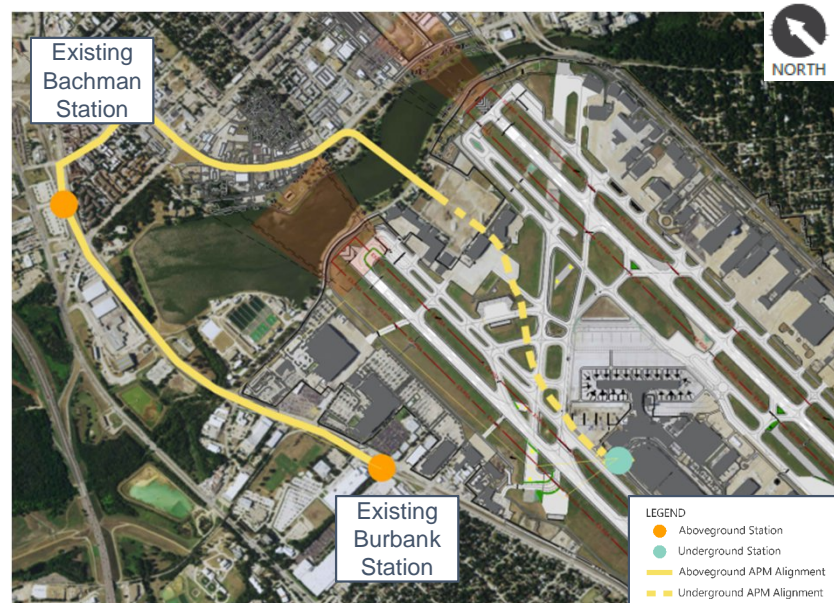 Existing
Bachman
Station
NORTH
Existing
Burbank
Station
LEGEND
Aboveground Station
Underground Station
Aboveground APM Alignment
Underground APM Alignment